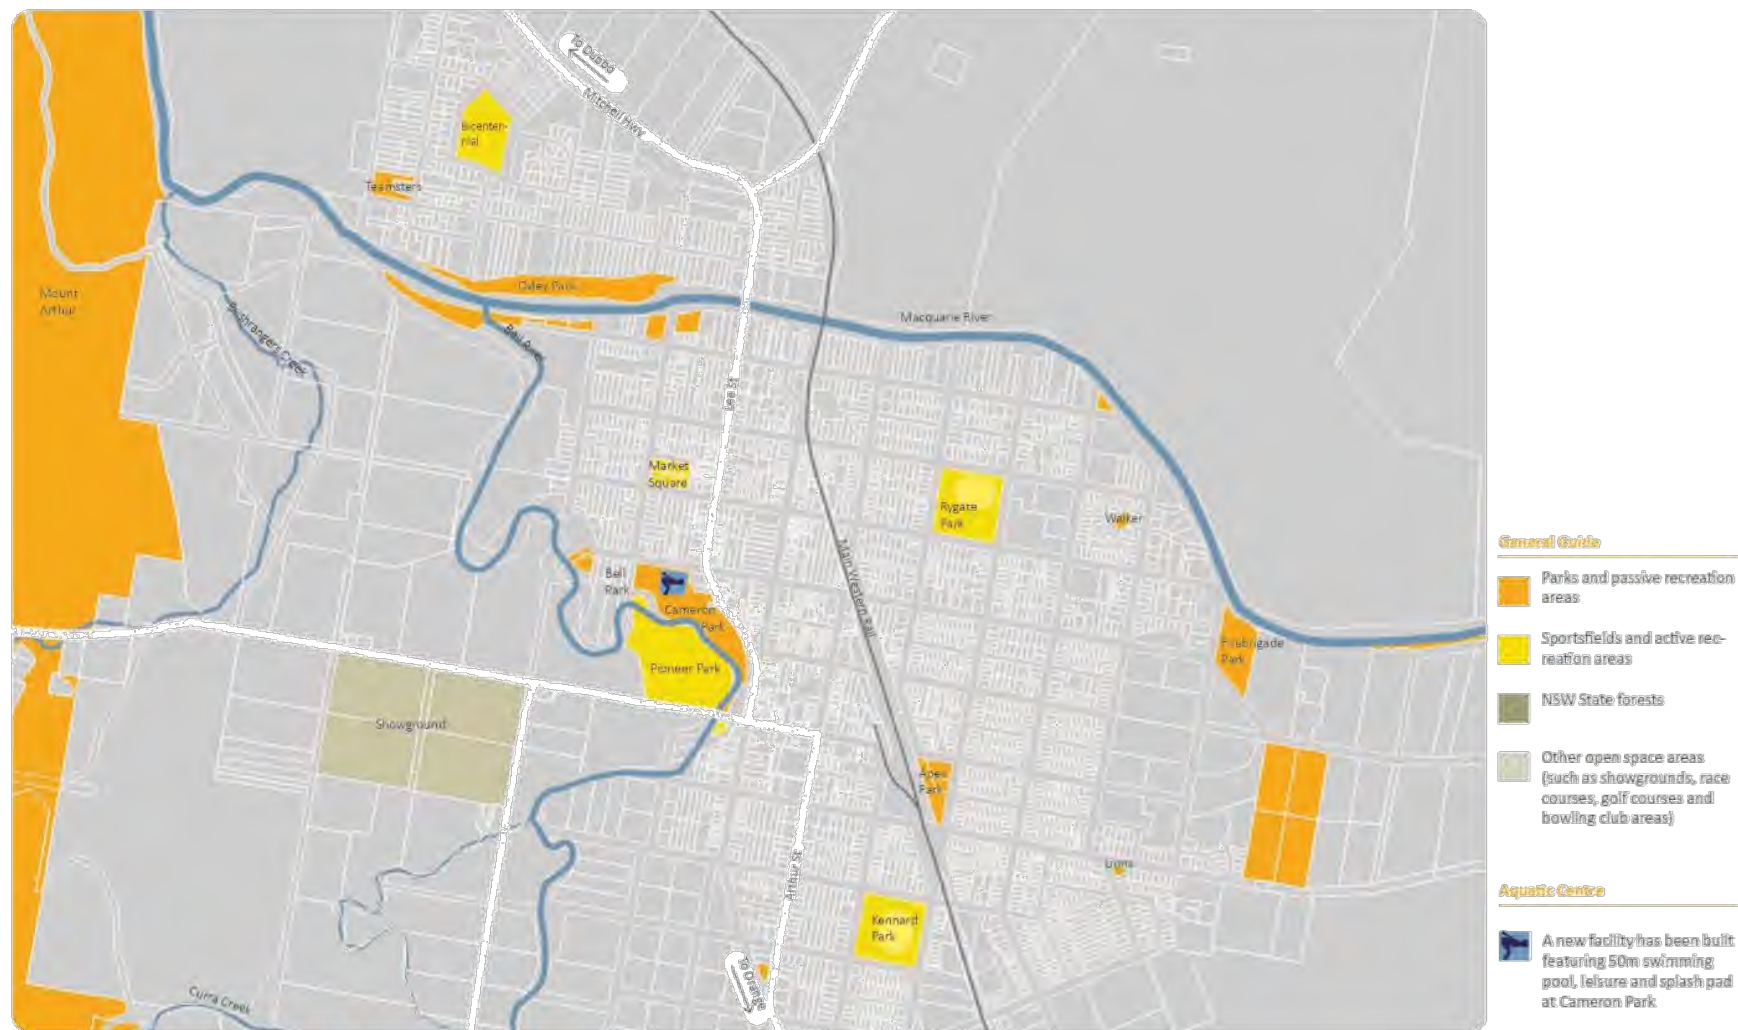 To Dubbo
Mitchell HWY
Bicenten-
nial
Teamsters
Mount
Arthur
Oxley Park
Bushrangers Creek
Bell River
Macquarie River
Lee St
Market
Square
Rygate
Park
Walker
Main Western Rail
Bell
Park
Cameron
Park
Pioneer Park
Firebrigade
Park
Showground
Apex
Park
Lions
Arthur St
Kennard
Park
To Orange
Curra Creek
General Guide
Parks and passive recreation
areas
Sportsfields and active rec-
reation areas
NSW State forests
Other open space areas
(such as showgrounds, race
courses, golf courses and
bowling club areas)
Aquatic Centre
A new facility has been built
featuring 50m swimming
pool, leisure and splash pad
at Cameron Park